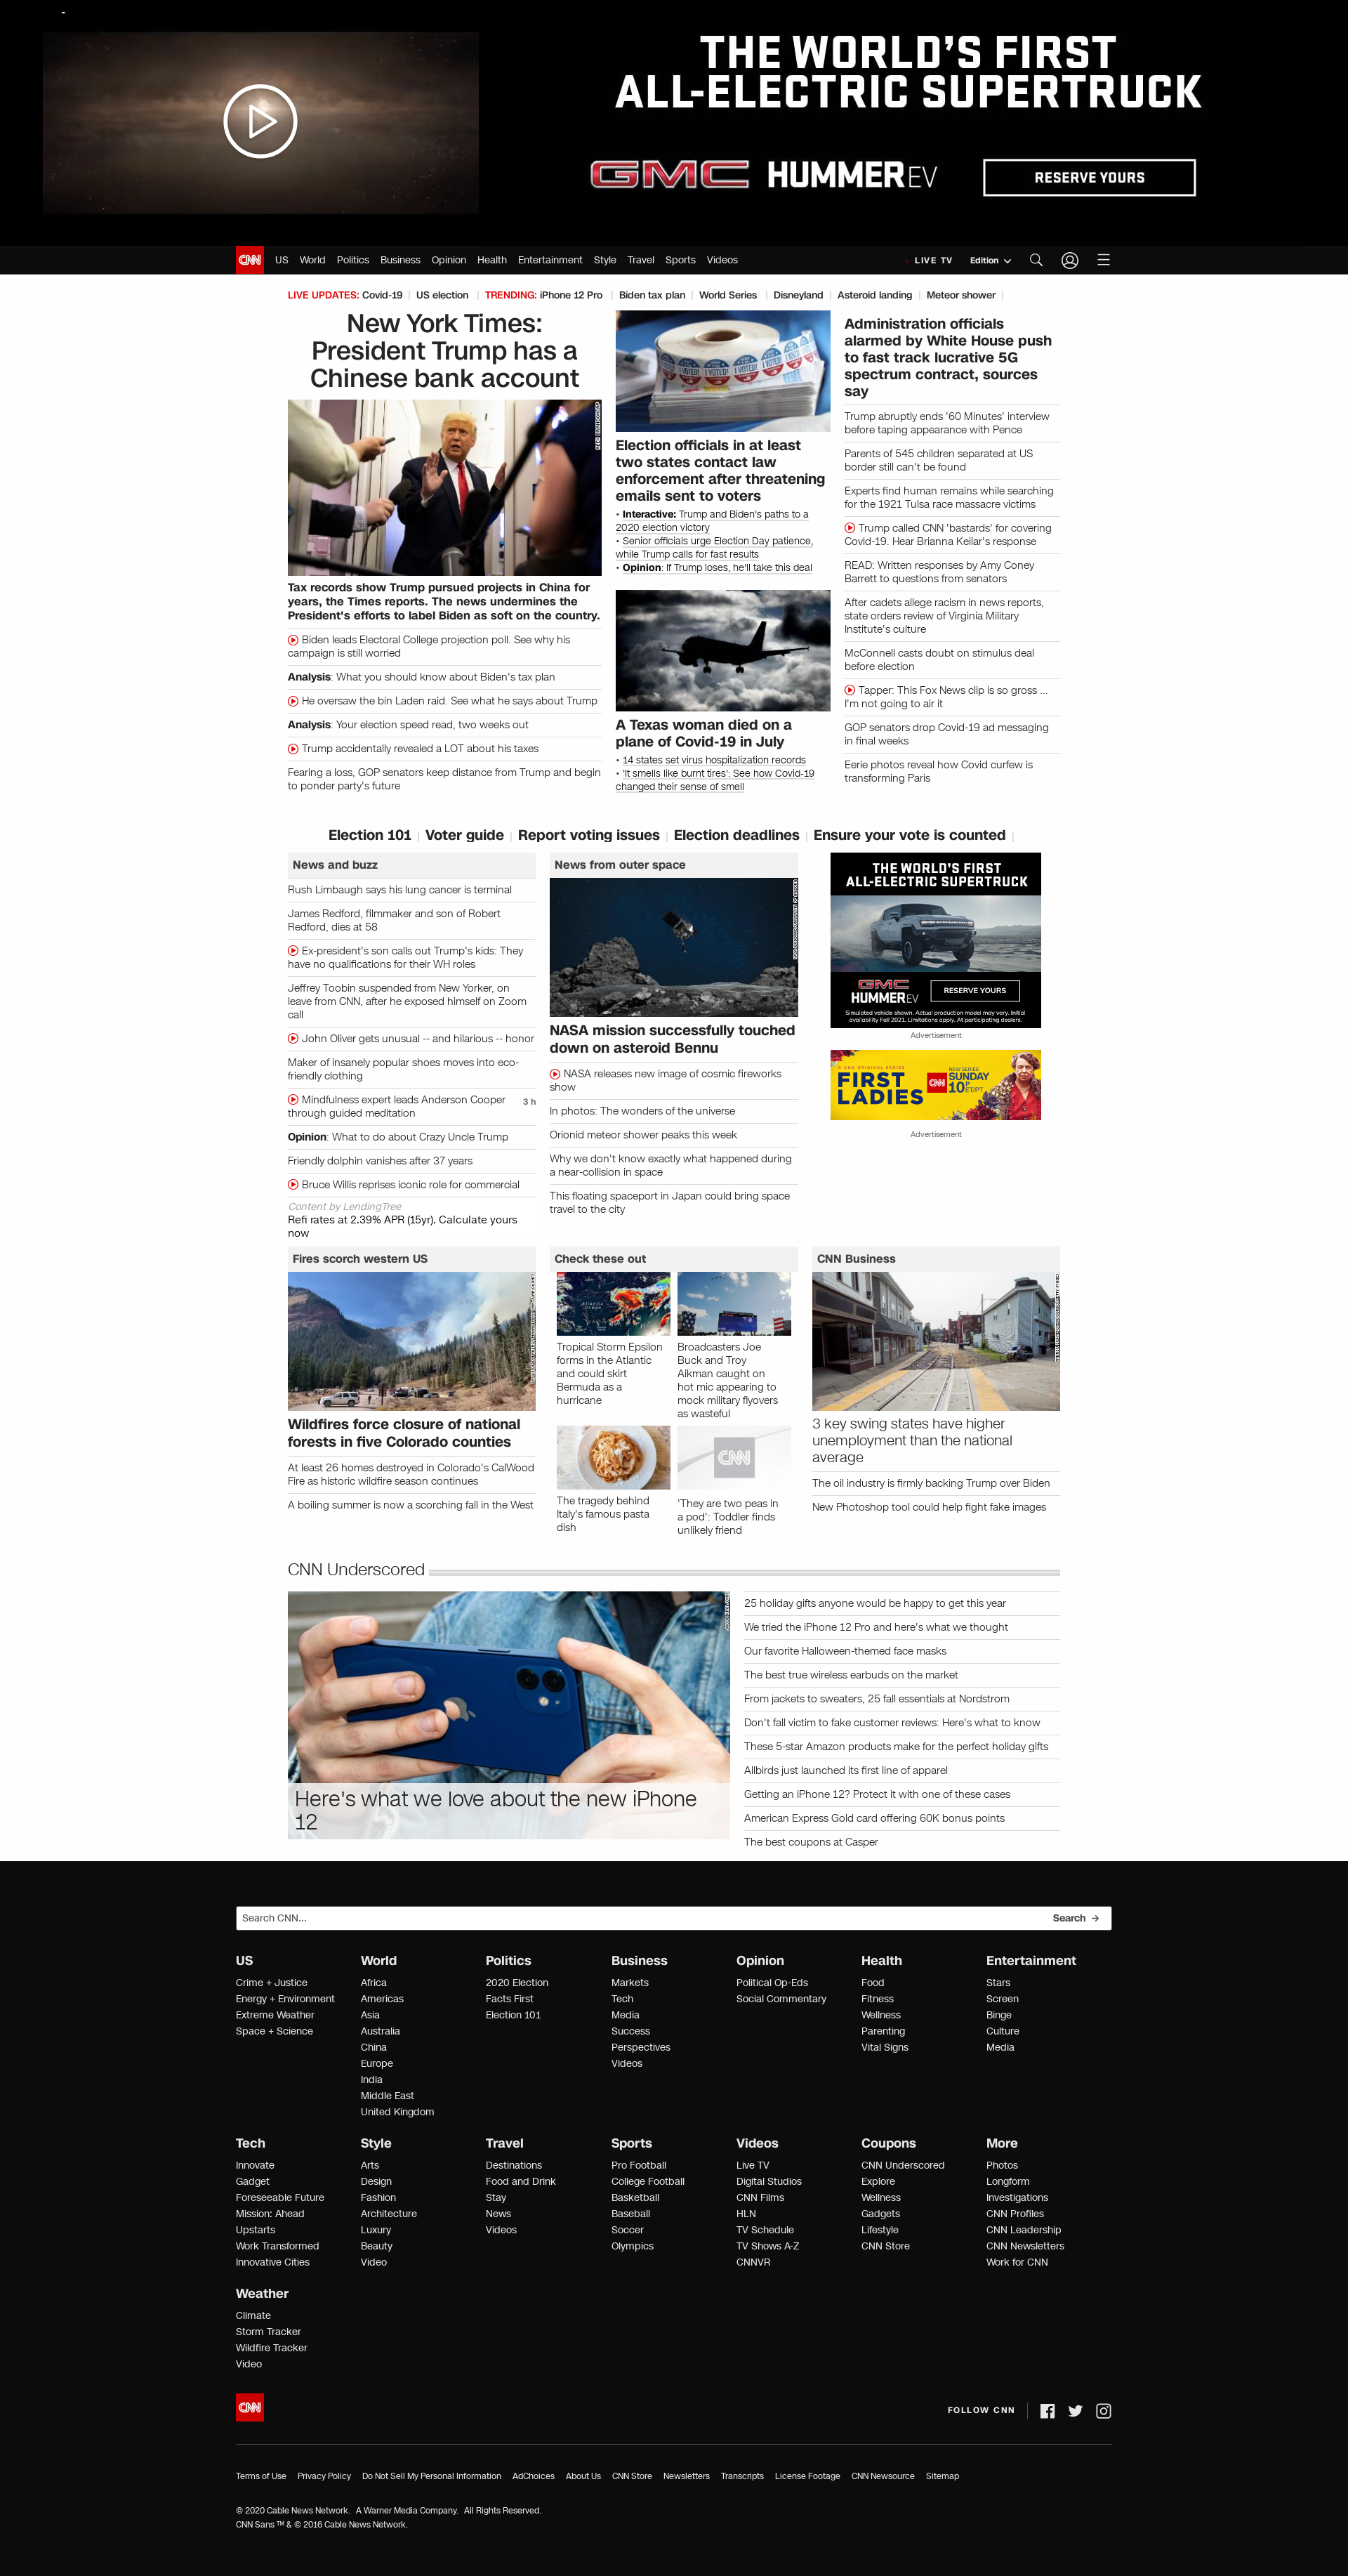 THE WORLD'S FIRST
ALL-ELECTRIC SUPERTRUCK
GMC HUMMER EV
RESERVE YOURS
CNN US World Politics Business Opinion Health Entertainment Style Travel Sports Videos LIVE TV Edition
LIVE UPDATES: Covid-19 | US election | TRENDING: iPhone 12 Pro | Biden tax plan | World Series | Disneyland | Asteroid landing | Meteor shower |
New York Times:
President Trump has a
Chinese bank account
Tax records show Trump pursued projects in China for
years, the Times reports. The news undermines the
President's efforts to label Biden as soft on the country.
Biden leads Electoral College projection poll. See why his
campaign is still worried
Analysis: What you should know about Biden's tax plan
He oversaw the bin Laden raid. See what he says about Trump
Analysis: Your election speed read, two weeks out
Trump accidentally revealed a LOT about his taxes
Fearing a loss, GOP senators keep distance from Trump and begin
to ponder party's future
I VOTED!
Election officials in at least
two states contact law
enforcement after threatening
emails sent to voters
• Interactive: Trump and Biden's paths to a
2020 election victory
• Senior officials urge Election Day patience,
while Trump calls for fast results
• Opinion: If Trump loses, he'll take this deal
A Texas woman died on a
plane of Covid-19 in July
• 14 states set virus hospitalization records
• 'It smells like burnt tires': See how Covid-19
changed their sense of smell
Administration officials
alarmed by White House push
to fast track lucrative 5G
spectrum contract, sources
say
Trump abruptly ends '60 Minutes' interview
before taping appearance with Pence
Parents of 545 children separated at US
border still can't be found
Experts find human remains while searching
for the 1921 Tulsa race massacre victims
Trump called CNN 'bastards' for covering
Covid-19. Hear Brianna Keilar's response
READ: Written responses by Amy Coney
Barrett to questions from senators
After cadets allege racism in news reports,
state orders review of Virginia Military
Institute's culture
McConnell casts doubt on stimulus deal
before election
Tapper: This Fox News clip is so gross ...
I'm not going to air it
GOP senators drop Covid-19 ad messaging
in final weeks
Eerie photos reveal how Covid curfew is
transforming Paris
Election 101 | Voter guide | Report voting issues | Election deadlines | Ensure your vote is counted |
News and buzz
Rush Limbaugh says his lung cancer is terminal
James Redford, filmmaker and son of Robert
Redford, dies at 58
Ex-president's son calls out Trump's kids: They
have no qualifications for their WH roles
Jeffrey Toobin suspended from New Yorker, on
leave from CNN, after he exposed himself on Zoom
call
John Oliver gets unusual -- and hilarious -- honor
Maker of insanely popular shoes moves into eco-
friendly clothing
Mindfulness expert leads Anderson Cooper 3 h
through guided meditation
Opinion: What to do about Crazy Uncle Trump
Friendly dolphin vanishes after 37 years
Bruce Willis reprises iconic role for commercial
Content by LendingTree
Refi rates at 2.39% APR (15yr). Calculate yours
now
News from outer space
NASA mission successfully touched
down on asteroid Bennu
NASA releases new image of cosmic fireworks
show
In photos: The wonders of the universe
Orionid meteor shower peaks this week
Why we don't know exactly what happened during
a near-collision in space
This floating spaceport in Japan could bring space
travel to the city
THE WORLD'S FIRST
ALL-ELECTRIC SUPERTRUCK
GMC
HUMMER EV
RESERVE YOURS
Simulated vehicle shown. Actual production model may vary. Initial
availability Fall 2021. Limitations apply. At participating dealers.
Advertisement
A CNN ORIGINAL SERIES
FIRST
LADIES
CNN
NEW SERIES
SUNDAY
10P ET/PT
Advertisement
Fires scorch western US
Wildfires force closure of national
forests in five Colorado counties
At least 26 homes destroyed in Colorado's CalWood
Fire as historic wildfire season continues
A boiling summer is now a scorching fall in the West
Check these out
Tropical Storm Epsilon
forms in the Atlantic
and could skirt
Bermuda as a
hurricane
Broadcasters Joe
Buck and Troy
Aikman caught on
hot mic appearing to
mock military flyovers
as wasteful
The tragedy behind
Italy's famous pasta
dish
CNN
'They are two peas in
a pod': Toddler finds
unlikely friend
CNN Business
3 key swing states have higher
unemployment than the national
average
The oil industry is firmly backing Trump over Biden
New Photoshop tool could help fight fake images
CNN Underscored
Here's what we love about the new iPhone
12
25 holiday gifts anyone would be happy to get this year
We tried the iPhone 12 Pro and here's what we thought
Our favorite Halloween-themed face masks
The best true wireless earbuds on the market
From jackets to sweaters, 25 fall essentials at Nordstrom
Don't fall victim to fake customer reviews: Here's what to know
These 5-star Amazon products make for the perfect holiday gifts
Allbirds just launched its first line of apparel
Getting an iPhone 12? Protect it with one of these cases
American Express Gold card offering 60K bonus points
The best coupons at Casper
Search CNN... Search →
US
Crime + Justice
Energy + Environment
Extreme Weather
Space + Science
World
Africa
Americas
Asia
Australia
China
Europe
India
Middle East
United Kingdom
Politics
2020 Election
Facts First
Election 101
Business
Markets
Tech
Media
Success
Perspectives
Videos
Opinion
Political Op-Eds
Social Commentary
Health
Food
Fitness
Wellness
Parenting
Vital Signs
Entertainment
Stars
Screen
Binge
Culture
Media
Tech
Innovate
Gadget
Foreseeable Future
Mission: Ahead
Upstarts
Work Transformed
Innovative Cities
Style
Arts
Design
Fashion
Architecture
Luxury
Beauty
Video
Travel
Destinations
Food and Drink
Stay
News
Videos
Sports
Pro Football
College Football
Basketball
Baseball
Soccer
Olympics
Videos
Live TV
Digital Studios
CNN Films
HLN
TV Schedule
TV Shows A-Z
CNNVR
Coupons
CNN Underscored
Explore
Wellness
Gadgets
Lifestyle
CNN Store
More
Photos
Longform
Investigations
CNN Profiles
CNN Leadership
CNN Newsletters
Work for CNN
Weather
Climate
Storm Tracker
Wildfire Tracker
Video
CNN
FOLLOW CNN
Terms of Use Privacy Policy Do Not Sell My Personal Information AdChoices About Us CNN Store Newsletters Transcripts License Footage CNN Newsource Sitemap
© 2020 Cable News Network. A Warner Media Company. All Rights Reserved.
CNN Sans ™ & © 2016 Cable News Network.